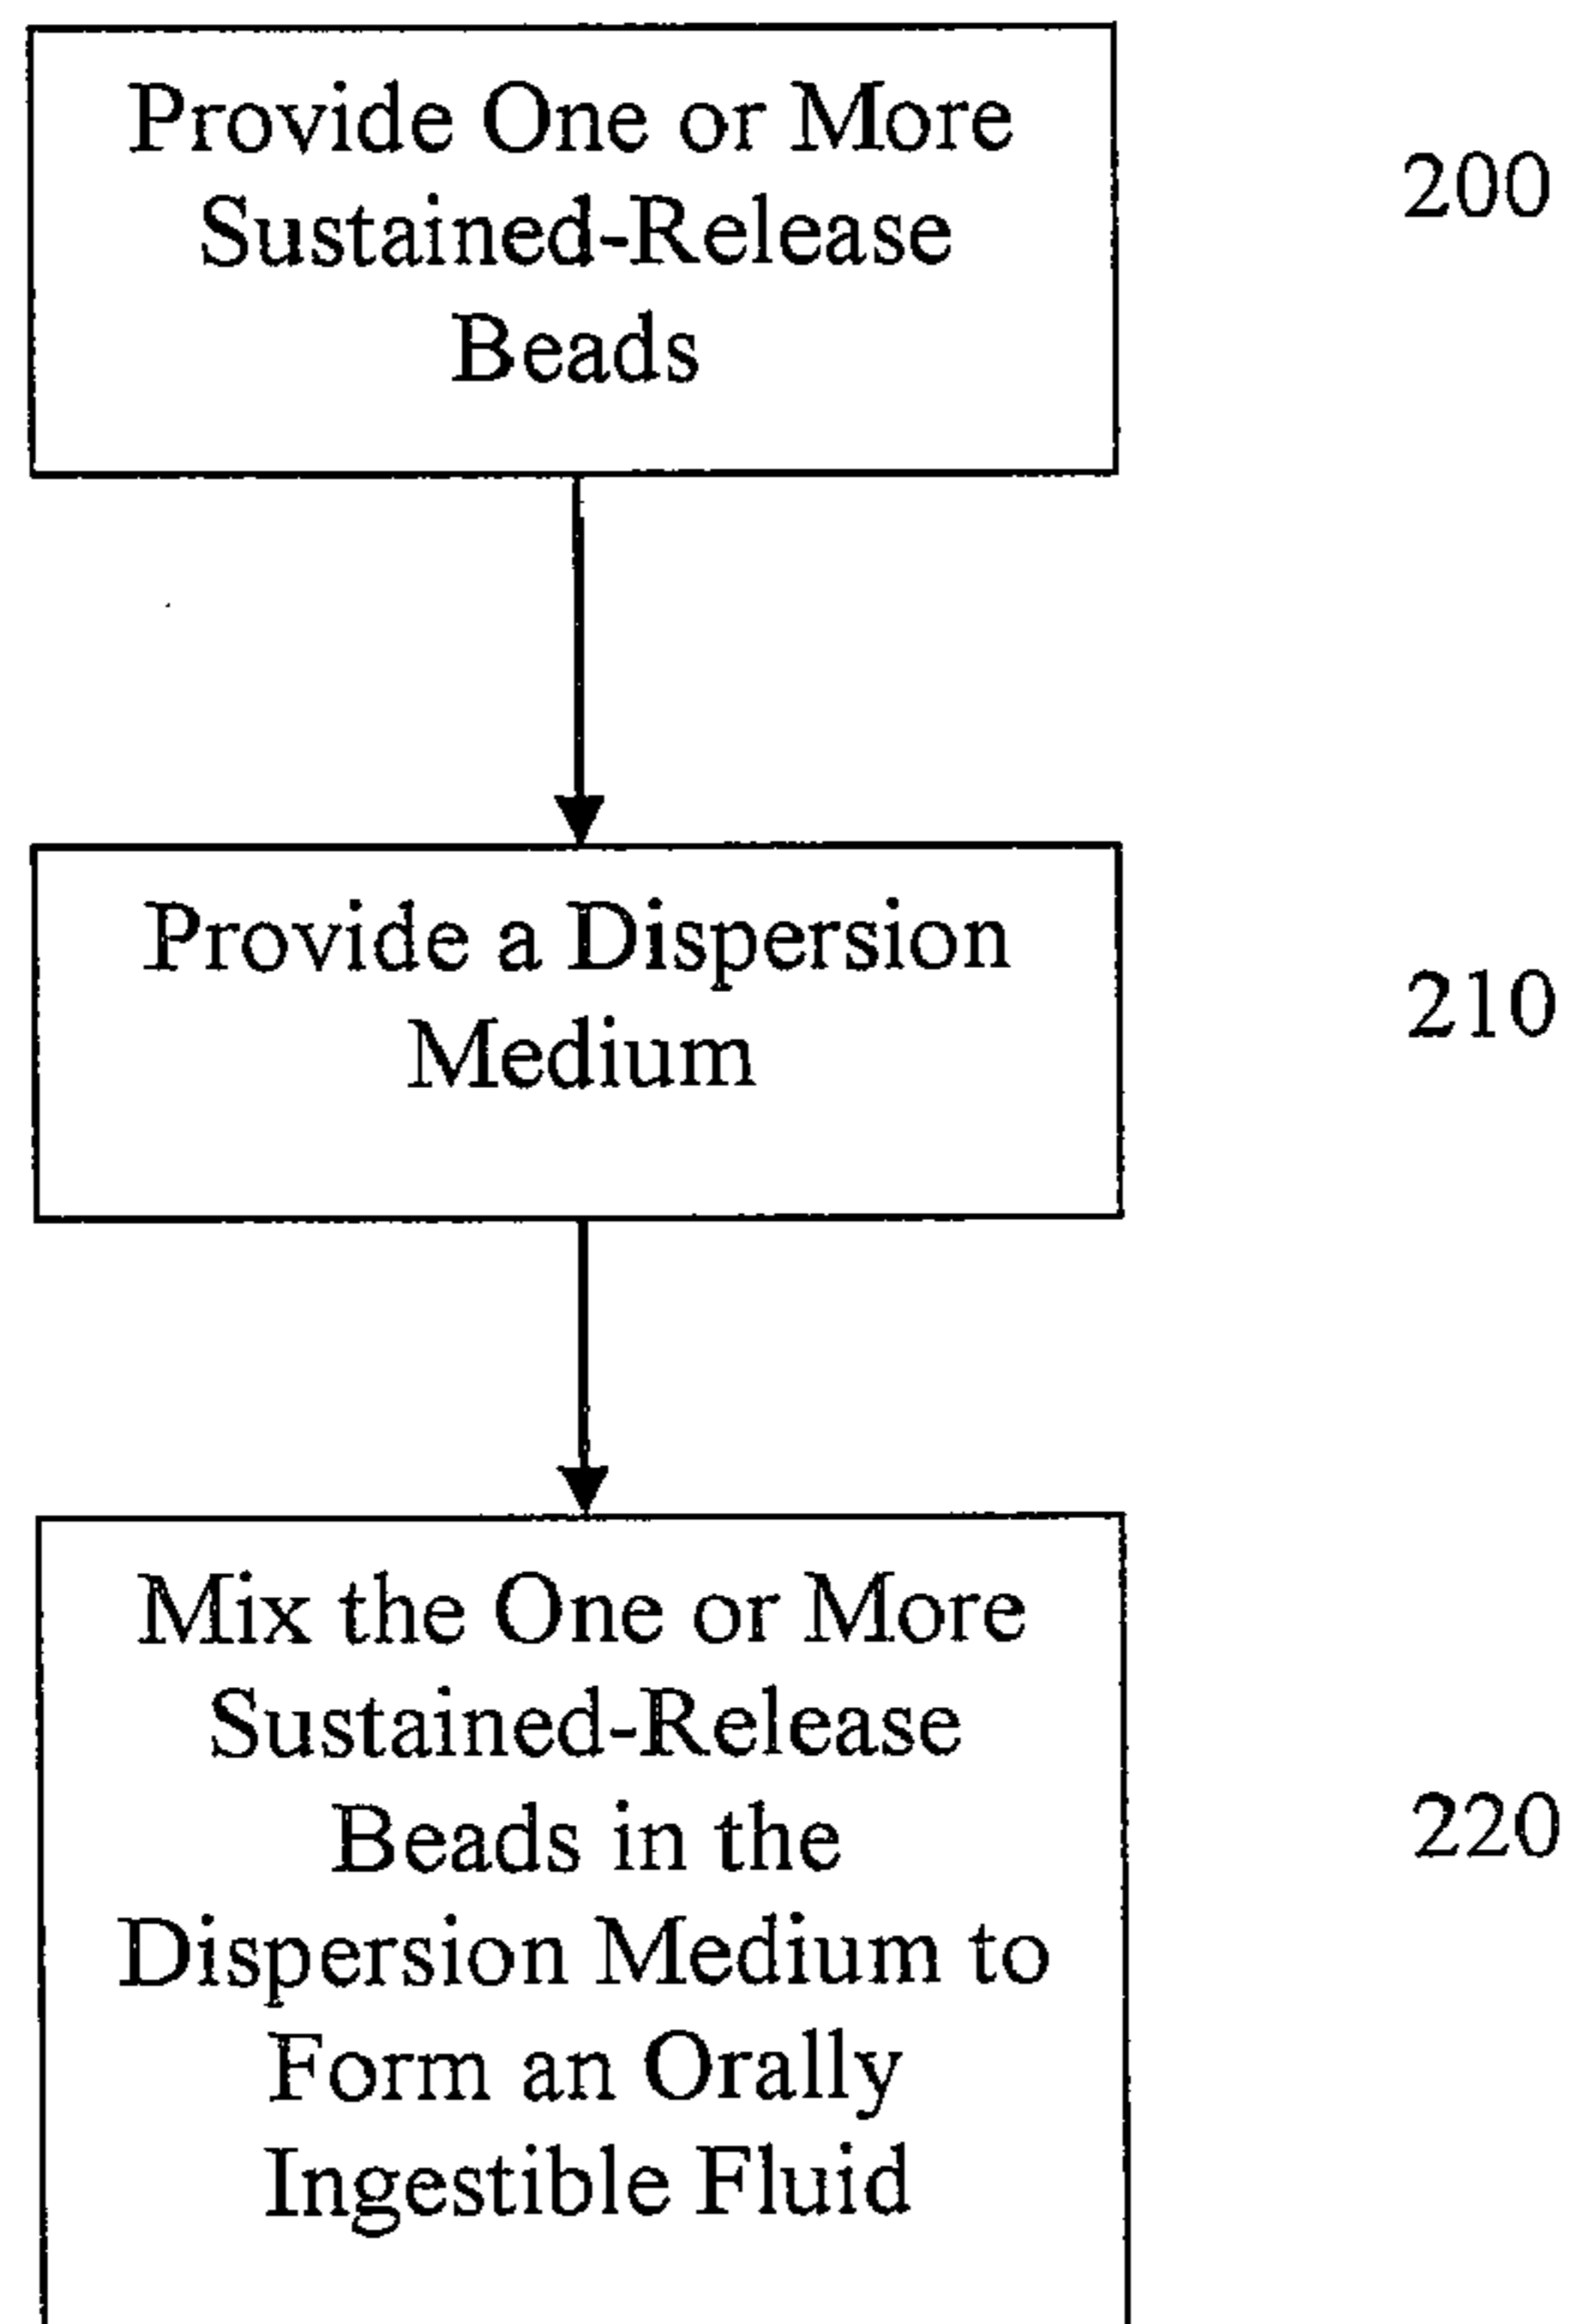 Provide One or More
Sustained-Release
Beads
200
Provide a Dispersion
Medium
210
Mix the One or More
Sustained-Release
Beads in the
Dispersion Medium to
Form an Orally
Ingestible Fluid
220